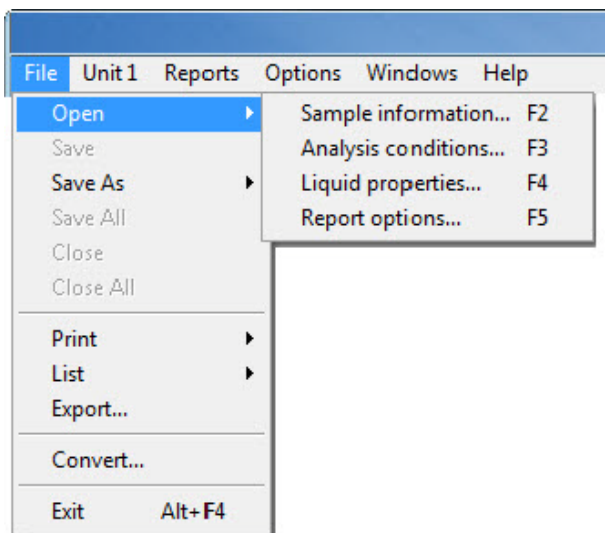 File Unit 1 Reports Options Windows Help
Open
Save
Save As
Save All
Close
Close All
Print
List
Export...
Convert...
Exit Alt+F4
Sample information... F2
Analysis conditions... F3
Liquid properties... F4
Report options... F5